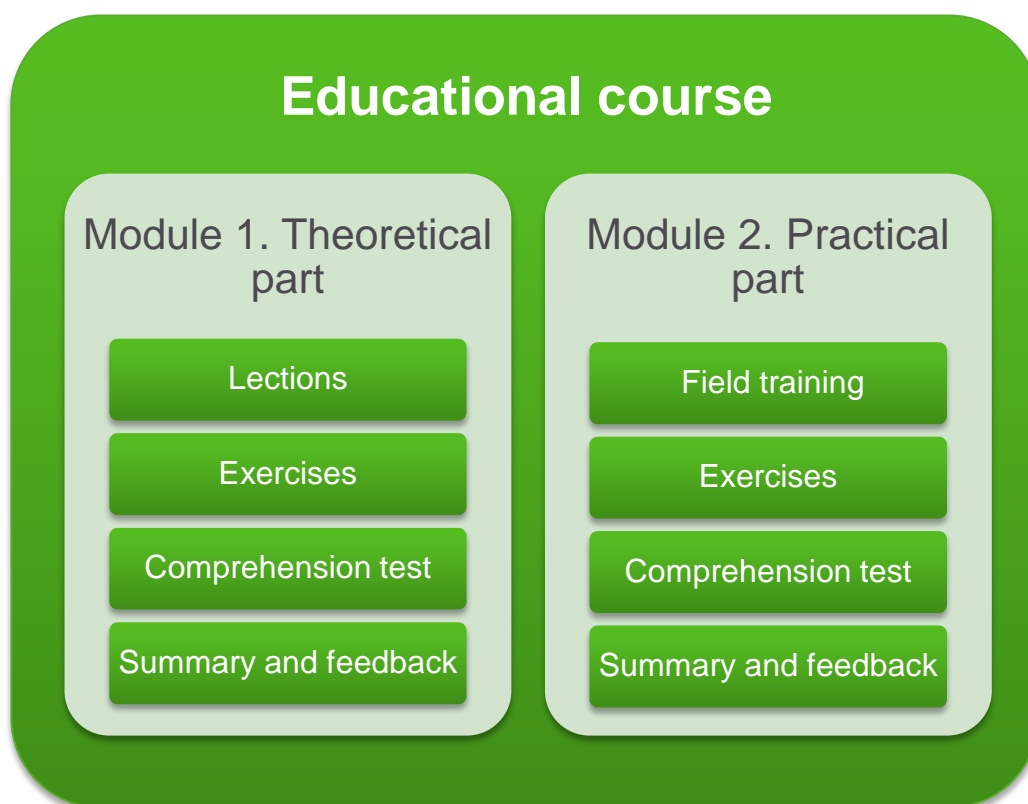 Educational course
Module 1. Theoretical
part
Lections
Exercises
Comprehension test
Summary and feedback
Module 2. Practical
part
Field training
Exercises
Comprehension test
Summary and feedback